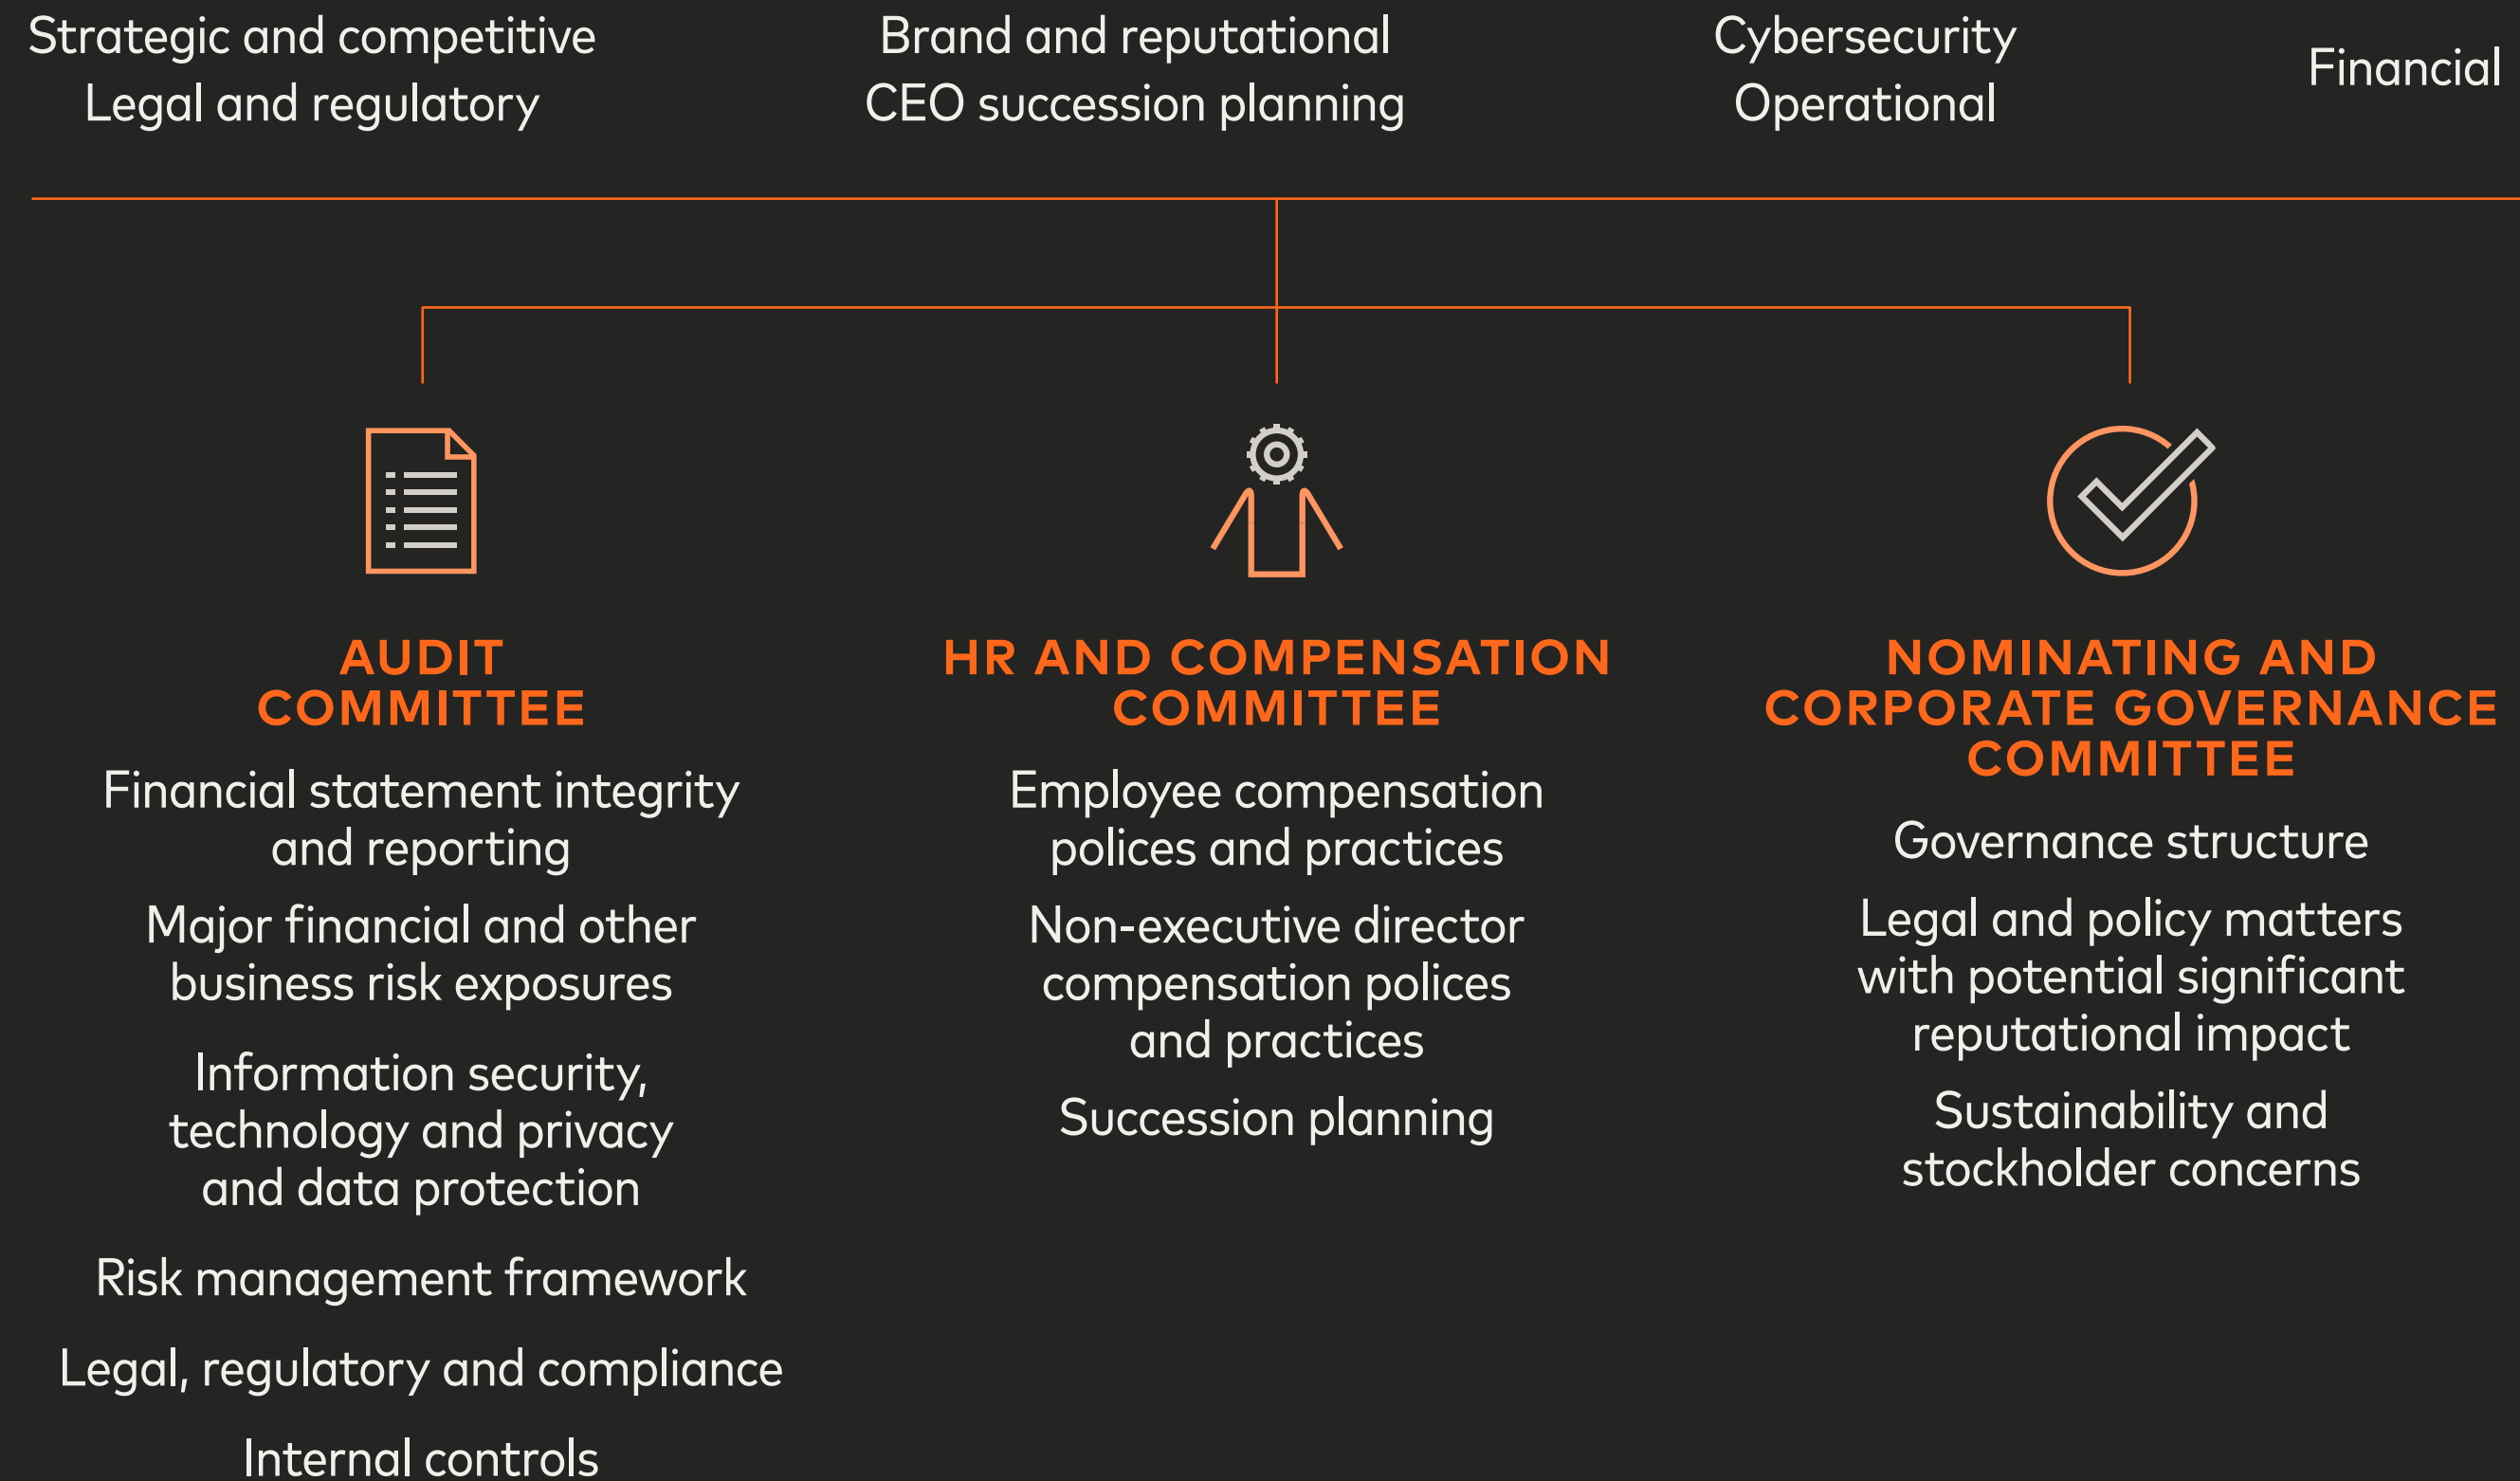 Strategic and competitive
Legal and regulatory
Brand and reputational
CEO succession planning
Cybersecurity
Operational
Financial
AUDIT
COMMITTEE
Financial statement integrity
and reporting
Major financial and other
business risk exposures
Information security,
technology and privacy
and data protection
Risk management framework
Legal, regulatory and compliance
Internal controls
HR AND COMPENSATION
COMMITTEE
Employee compensation
polices and practices
Non-executive director
compensation polices
and practices
Succession planning
NOMINATING AND
CORPORATE GOVERNANCE
COMMITTEE
Governance structure
Legal and policy matters
with potential significant
reputational impact
Sustainability and
stockholder concerns